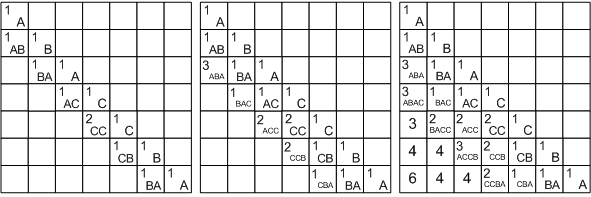 1 A
1 AB 1 B
1 BA 1 A
1 AC 1 C
2 CC 1 C
1 CB 1 B
1 BA 1 A
1 A
1 AB 1 B
3 ABA 1 BA 1 A
1 BAC 1 AC 1 C
2 ACC 2 CC 1 C
2 CCB 1 CB 1 B
1 CBA 1 BA 1 A
1 A
1 AB 1 B
3 ABA 1 BA 1 A
3 ABAC 1 BAC 1 AC 1 C
3 2 BACC 2 ACC 2 CC 1 C
4 4 3 ACCB 2 CCB 1 CB 1 B
6 4 4 2 CCBA 1 CBA 1 BA 1 A